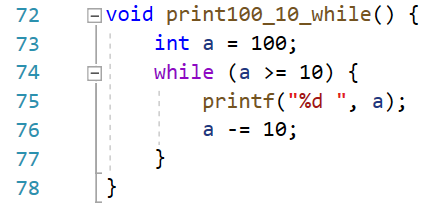 72 void print100_10_while() {
73     int a = 100;
74     while (a >= 10) {
75         printf("%d ", a);
76         a -= 10;
77     }
78 }